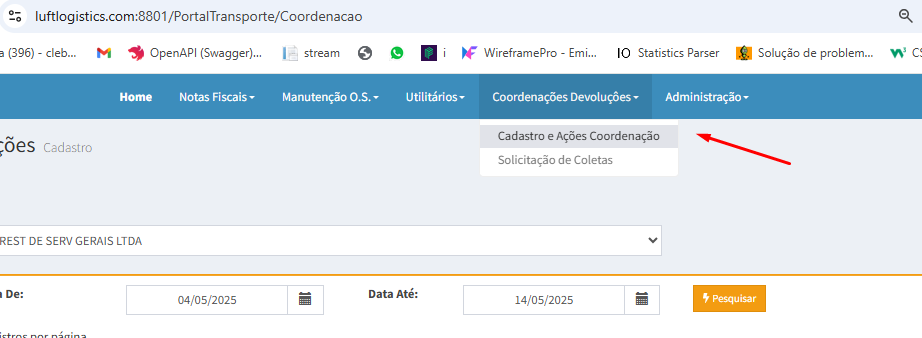 luftlogistics.com:8801/PortalTransporte/Coordenacao
a (396) - cleb... OpenAPI (Swagger)... stream i WireframePro - Emi... IO Statistics Parser Solução de problem... CS
Home Notas Fiscais Manutenção O.S. Utilitários Coordenações Devoluções Administração
ções Cadastro
Cadastro e Ações Coordenação
Solicitação de Coletas
REST DE SERV GERAIS LTDA
De: 04/05/2025 Data Até: 14/05/2025 Pesquisar
istros por página